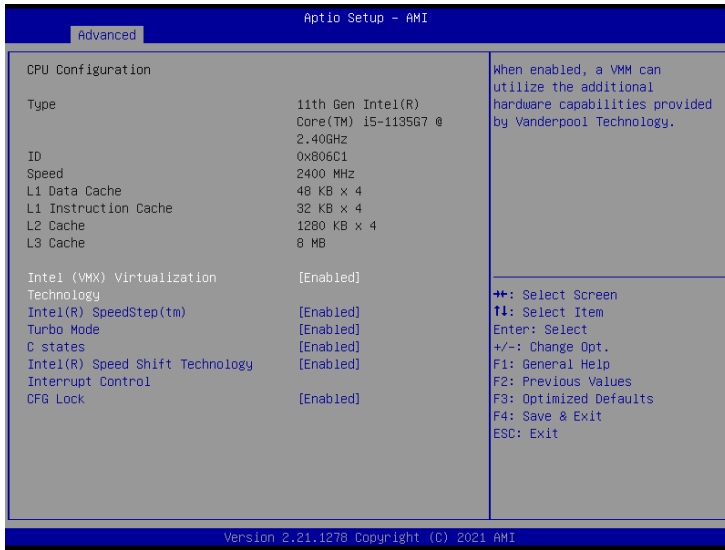 Aptio Setup - AMI
Advanced
CPU Configuration
Type 11th Gen Intel(R)
Core(TM) i5-1135G7 @
2.40GHz
ID 0x806C1
Speed 2400 MHz
L1 Data Cache 48 KB x 4
L1 Instruction Cache 32 KB x 4
L2 Cache 1280 KB x 4
L3 Cache 8 MB
Intel (VMX) Virtualization [Enabled]
Technology
Intel(R) SpeedStep(tm) [Enabled]
Turbo Mode [Enabled]
C states [Enabled]
Intel(R) Speed Shift Technology [Enabled]
Interrupt Control
CFG Lock [Enabled]
When enabled, a VMM can
utilize the additional
hardware capabilities provided
by Vanderpool Technology.
→←: Select Screen
↑↓: Select Item
Enter: Select
+/-: Change Opt.
F1: General Help
F2: Previous Values
F3: Optimized Defaults
F4: Save & Exit
ESC: Exit
Version 2.21.1278 Copyright (C) 2021 AMI